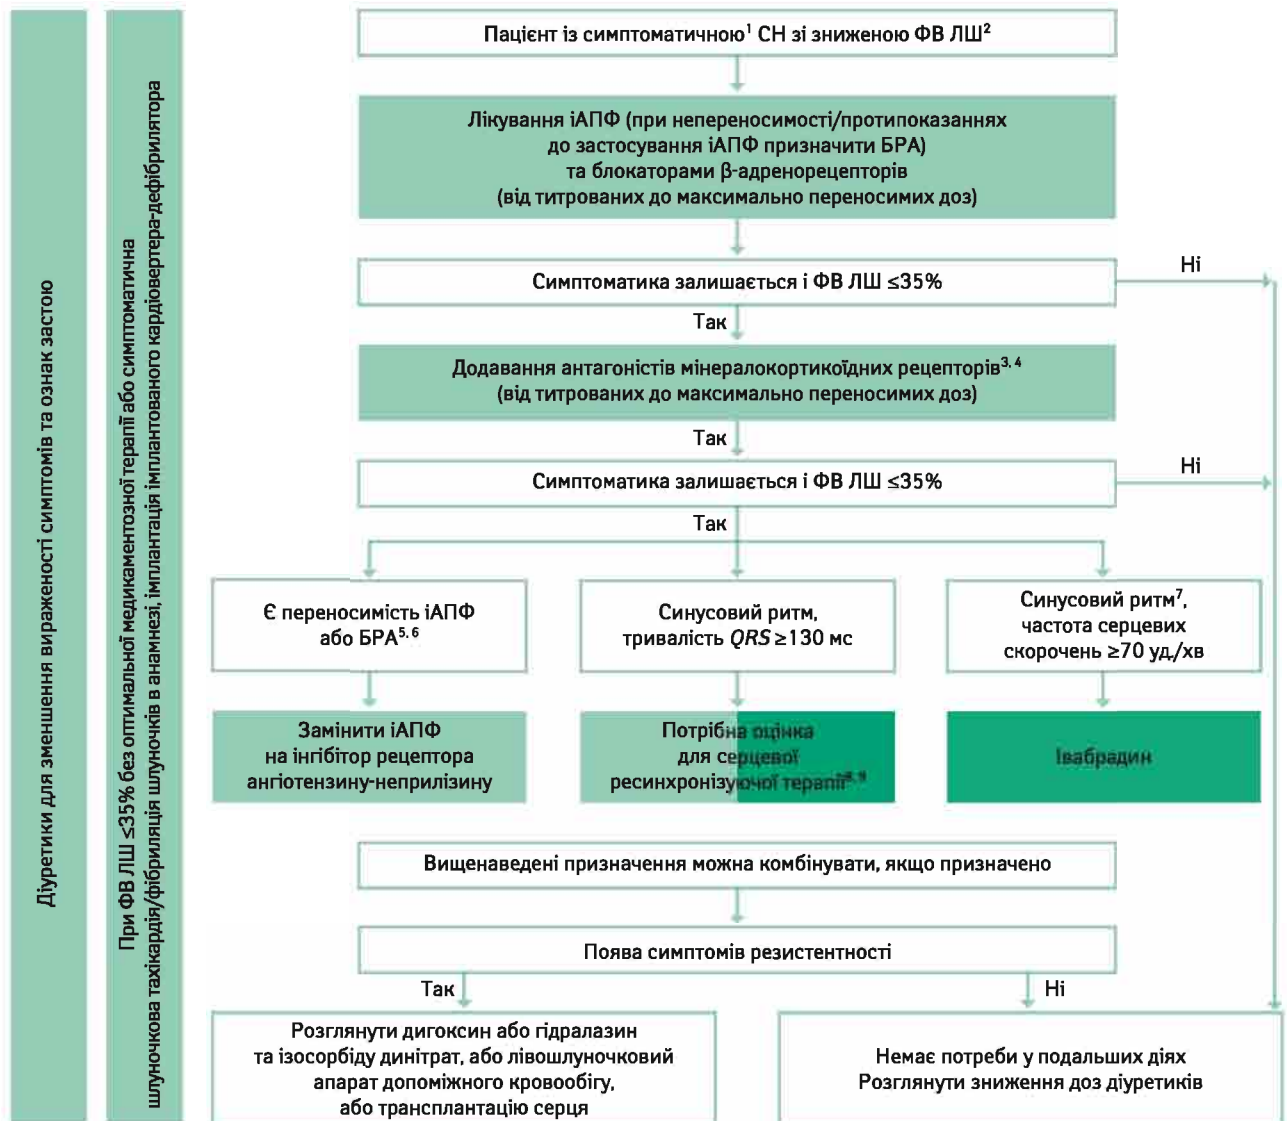 Діуретики для зменшення вираженості симптомів та ознак застою
При ФВ ЛШ ≤35% без оптимальної медикаментозної терапії або симптоматична
шлуночкова тахікардія/фібриляція шлуночків в анамнезі, імплантація імплантованого кардіовертера-дефібрилятора
Пацієнт із симптоматичною¹ СН зі зниженою ФВ ЛШ²
Лікування іАПФ (при непереносимості/протипоказаннях
до застосування іАПФ призначити БРА)
та блокаторами β-адренорецепторів
(від титрованих до максимально переносимих доз)
Симптоматика залишається і ФВ ЛШ ≤35%
Ні
Так
Додавання антагоністів мінералокортикоїдних рецепторів³,⁴
(від титрованих до максимально переносимих доз)
Так
Симптоматика залишається і ФВ ЛШ ≤35%
Ні
Так
Є переносимість іАПФ
або БРА⁵,⁶
Синусовий ритм,
тривалість QRS ≥130 мс
Синусовий ритм⁷,
частота серцевих
скорочень ≥70 уд./хв
Замінити іАПФ
на інгібітор рецептора
ангіотензину-неприлізину
Потрібна оцінка
для серцевої
ресинхронізуючої терапії⁸,⁹
Івабрадин
Вищенаведені призначення можна комбінувати, якщо призначено
Поява симптомів резистентності
Так
Ні
Розглянути дигоксин або гідралазин
та ізосорбіду динітрат, або лівошлуночковий
апарат допоміжного кровообігу,
або трансплантацію серця
Немає потреби у подальших діях
Розглянути зниження доз діуретиків